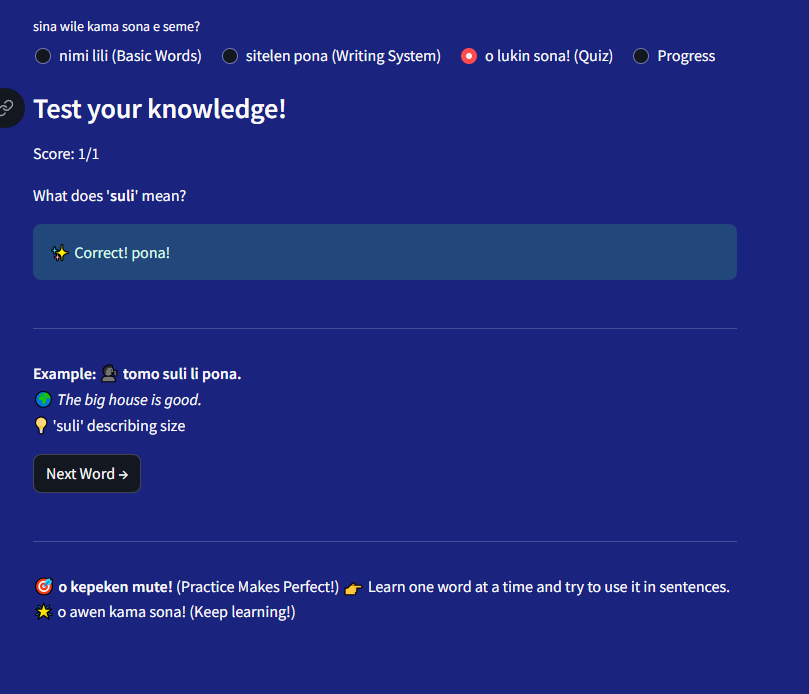 sina wile kama sona e seme?
nimi lili (Basic Words) sitelen pona (Writing System) o lukin sona! (Quiz) Progress
Test your knowledge!
Score: 1/1
What does 'suli' mean?
✨ Correct! pona!
Example: 🗣️ tomo suli li pona.
🌍 The big house is good.
💡 'suli' describing size
Next Word →
🎯 o kepeken mute! (Practice Makes Perfect!) 👉 Learn one word at a time and try to use it in sentences.
🌟 o awen kama sona! (Keep learning!)